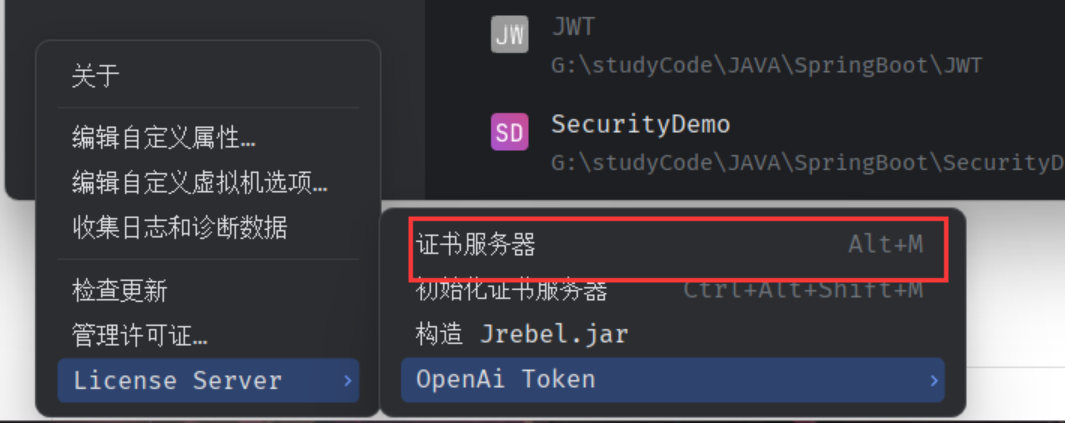 JW
JWT
G:\studyCode\JAVA\SpringBoot\JWT
SD
SecurityDemo
G:\studyCode\JAVA\SpringBoot\SecurityD
关于
编辑自定义属性…
编辑自定义虚拟机选项…
收集日志和诊断数据
检查更新
管理许可证…
License Server
证书服务器 Alt+M
初始化证书服务器 Ctrl+Alt+Shift+M
构造 Jrebel.jar
OpenAi Token